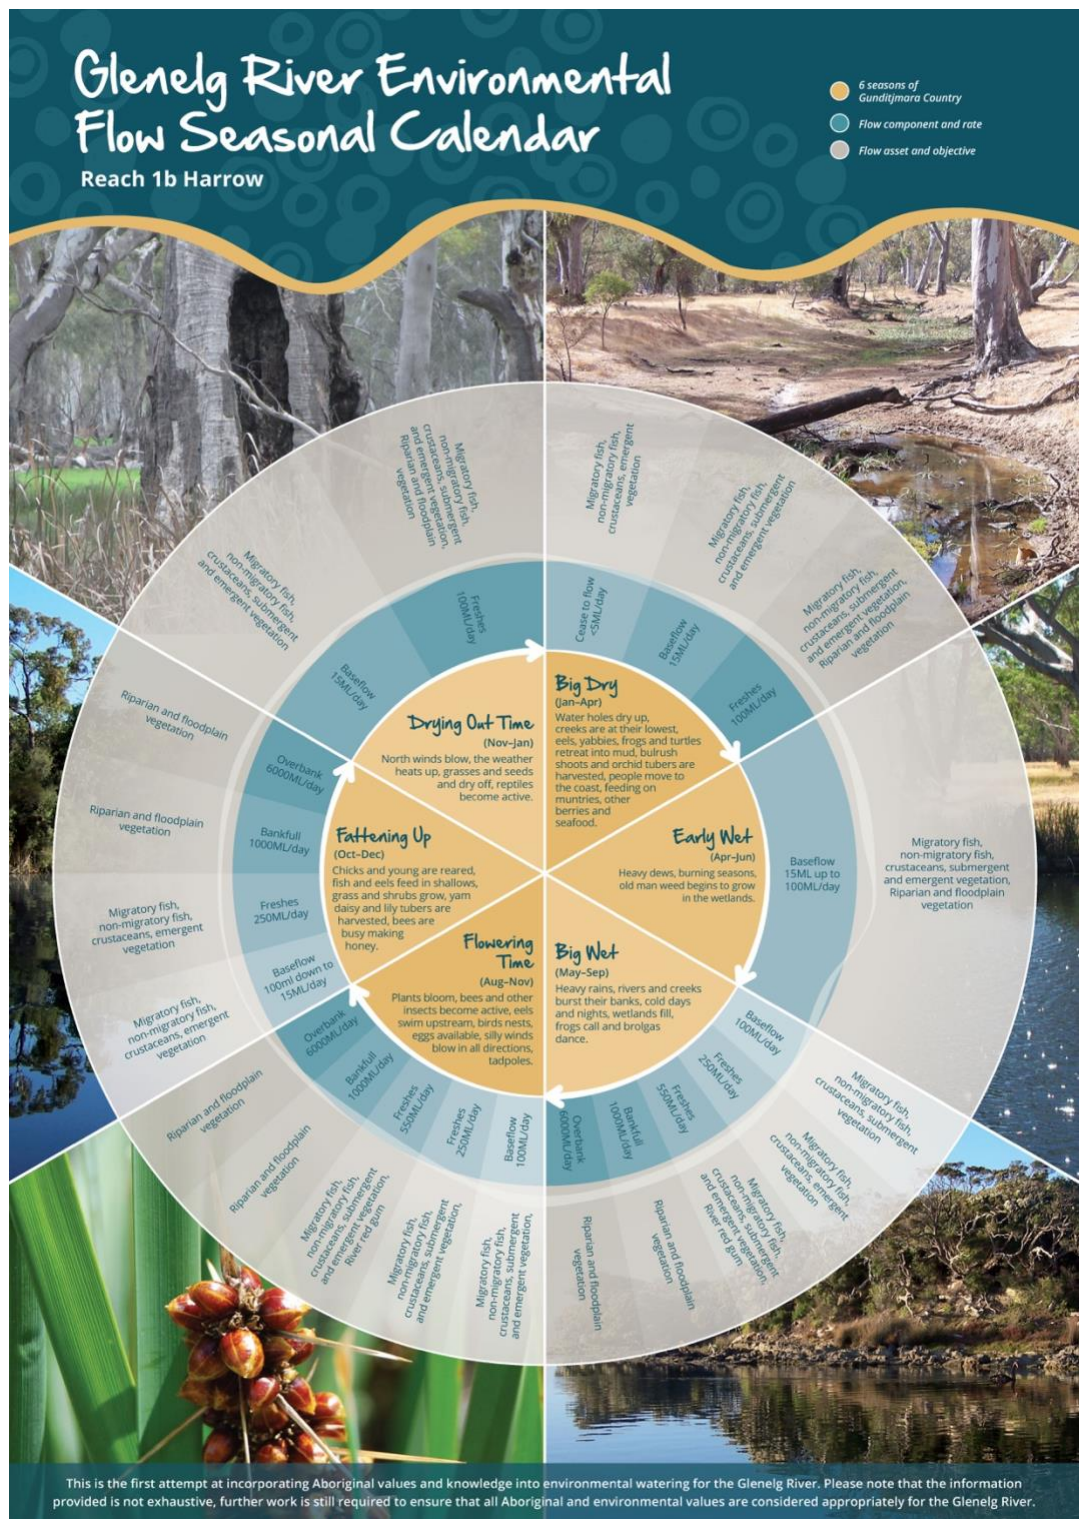 Glenelg River Environmental
Flow Seasonal Calendar
Reach 1b Harrow
6 seasons of
Gunditjmara Country
Flow component and rate
Flow asset and objective
Big Dry
(Jan–Apr)
Water holes dry up,
creeks are at their lowest,
eels, yabbies, frogs and turtles
retreat into mud, bulrush
shoots and orchid tubers are
harvested, people move to
the coast, feeding on
muntries, other
berries and
seafood.
Cease to flow
<5ML/day
Migratory fish,
non-migratory fish,
crustaceans, emergent
vegetation
Baseflow
15ML/day
Migratory fish,
non-migratory fish,
crustaceans, submergent
and emergent vegetation
Freshes
100ML/day
Migratory fish,
non-migratory fish,
crustaceans, submergent
and emergent vegetation,
Riparian and floodplain
vegetation
Early Wet
(Apr–Jun)
Heavy dews, burning seasons,
old man weed begins to grow
in the wetlands.
Baseflow
15ML up to
100ML/day
Migratory fish,
non-migratory fish,
crustaceans, submergent
and emergent vegetation,
Riparian and floodplain
vegetation
Big Wet
(May–Sep)
Heavy rains, rivers and creeks
burst their banks, cold days
and nights, wetlands fill,
frogs call and brolgas
dance.
Baseflow
100ML/day
Migratory fish,
non-migratory fish,
crustaceans, submergent
vegetation
Freshes
250ML/day
Migratory fish,
non-migratory fish,
crustaceans, emergent
vegetation
Freshes
550ML/day
Migratory fish,
non-migratory fish,
crustaceans, submergent
and emergent vegetation,
River red gum
Bankfull
1000ML/day
Riparian and floodplain
vegetation
Overbank
6000ML/day
Riparian and floodplain
vegetation
Flowering
Time
(Aug–Nov)
Plants bloom, bees and other
insects become active, eels
swim upstream, birds nests,
eggs available, silly winds
blow in all directions,
tadpoles.
Baseflow
100ML/day
Migratory fish,
non-migratory fish,
crustaceans, submergent
and emergent vegetation,
Freshes
250ML/day
Migratory fish,
non-migratory fish,
crustaceans, submergent
and emergent vegetation,
Freshes
550ML/day
Migratory fish,
non-migratory fish,
crustaceans, submergent
and emergent vegetation,
River red gum
Bankfull
1000ML/day
Riparian and floodplain
vegetation
Overbank
6000ML/day
Riparian and floodplain
vegetation
Fattening Up
(Oct–Dec)
Chicks and young are reared,
fish and eels feed in shallows,
grass and shrubs grow, yam
daisy and lily tubers are
harvested, bees are
busy making
honey.
Baseflow
100ml down to
15ML/day
Migratory fish,
non-migratory fish,
crustaceans, emergent
vegetation
Freshes
250ML/day
Migratory fish,
non-migratory fish,
crustaceans, emergent
vegetation
Bankfull
1000ML/day
Riparian and floodplain
vegetation
Overbank
6000ML/day
Riparian and floodplain
vegetation
Drying Out Time
(Nov–Jan)
North winds blow, the weather
heats up, grasses and seeds
and dry off, reptiles
become active.
Baseflow
15ML/day
Migratory fish,
non-migratory fish,
crustaceans, submergent
and emergent vegetation
Freshes
100ML/day
Migratory fish,
non-migratory fish,
crustaceans, submergent
and emergent vegetation,
Riparian and floodplain
vegetation
This is the first attempt at incorporating Aboriginal values and knowledge into environmental watering for the Glenelg River. Please note that the information
provided is not exhaustive, further work is still required to ensure that all Aboriginal and environmental values are considered appropriately for the Glenelg River.